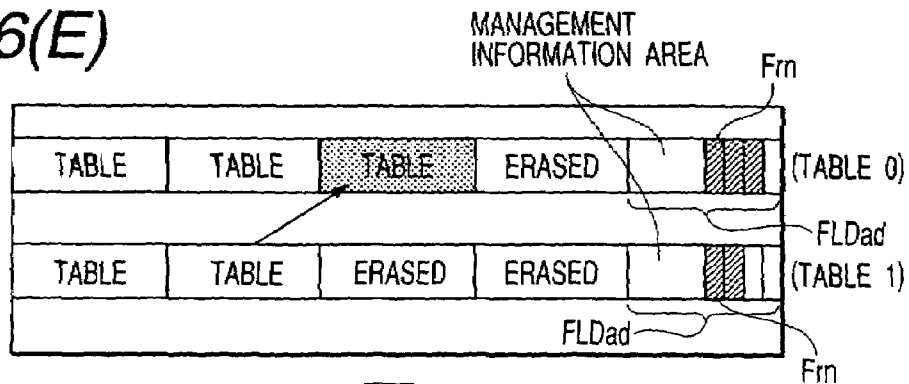 6(E)
MANAGEMENT
INFORMATION AREA
Frn
TABLE TABLE TABLE ERASED (TABLE 0)
FLDad
TABLE TABLE ERASED ERASED (TABLE 1)
FLDad
Frn